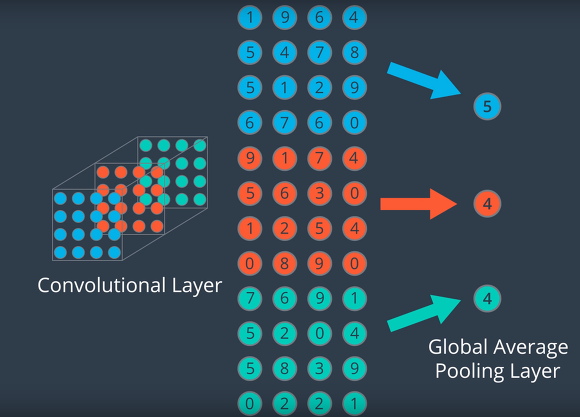 1 9 6 4
5 4 7 8
5 1 2 9
6 7 6 0
9 1 7 4
5 6 3 0
1 2 5 4
0 8 9 0
7 6 9 1
5 2 0 4
5 8 3 9
0 2 2 1
5
4
4
Convolutional Layer
Global Average
Pooling Layer